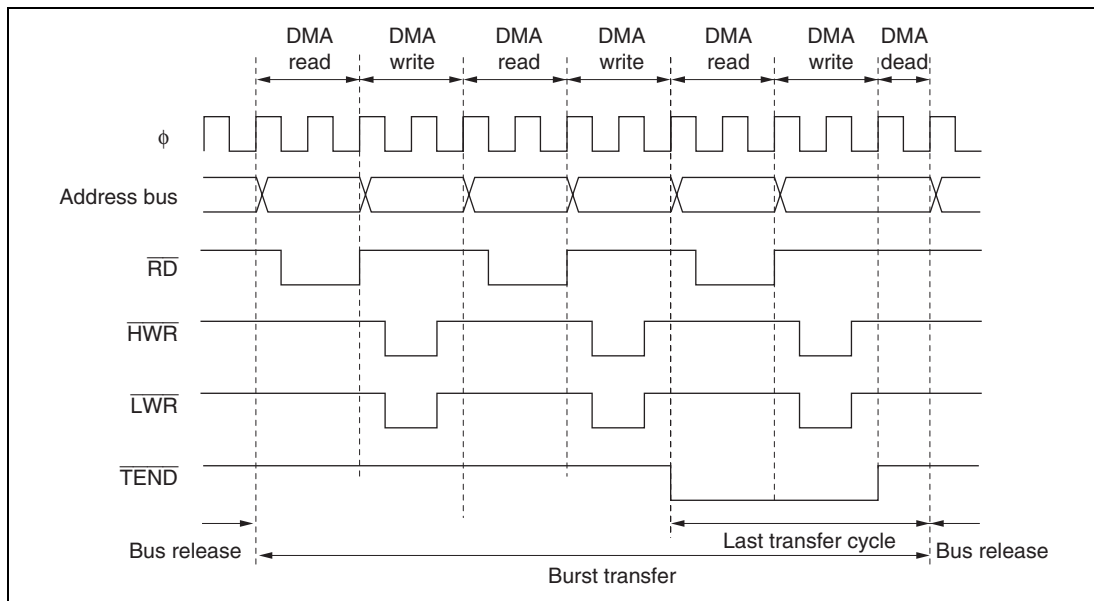 DMA read DMA write DMA read DMA write DMA read DMA write DMA dead
ϕ
Address bus
RD
HWR
LWR
TEND
Bus release Last transfer cycle Bus release
Burst transfer